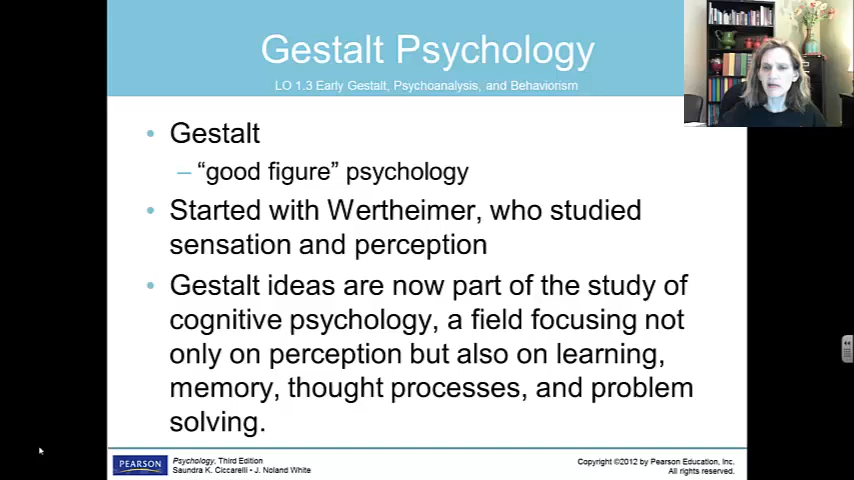 Gestalt Psychology
LO 1.3 Early Gestalt, Psychoanalysis, and Behaviorism
• Gestalt
– “good figure” psychology
• Started with Wertheimer, who studied
sensation and perception
• Gestalt ideas are now part of the study of
cognitive psychology, a field focusing not
only on perception but also on learning,
memory, thought processes, and problem
solving.
PEARSON
Psychology, Third Edition
Saundra K. Ciccarelli • J. Noland White
Copyright ©2012 by Pearson Education, Inc.
All rights reserved.